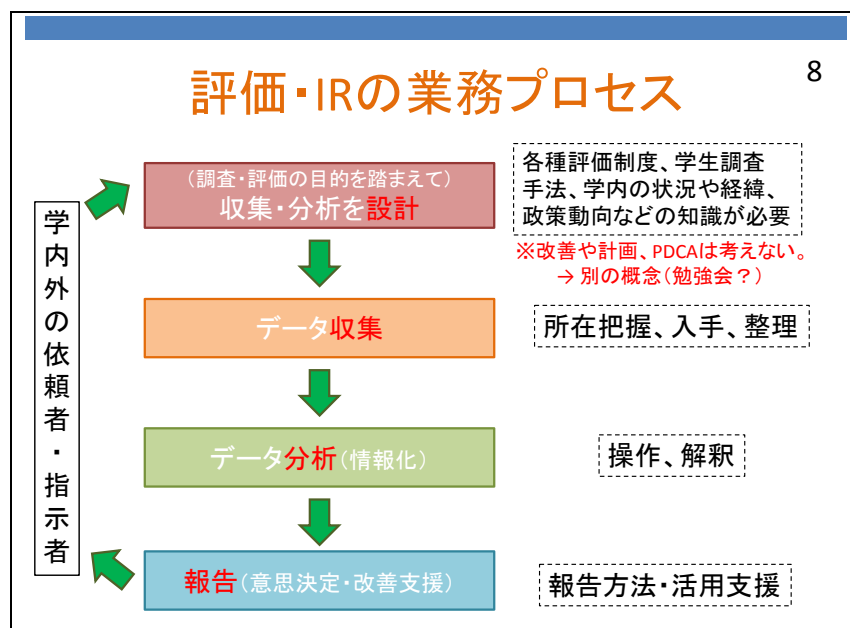 評価・IRの業務プロセス
8
学内外の依頼者・指示者
(調査・評価の目的を踏まえて)
収集・分析を設計
各種評価制度、学生調査
手法、学内の状況や経緯、
政策動向などの知識が必要
※改善や計画、PDCAは考えない。
→ 別の概念(勉強会?)
データ収集
所在把握、入手、整理
データ分析(情報化)
操作、解釈
報告(意思決定・改善支援)
報告方法・活用支援